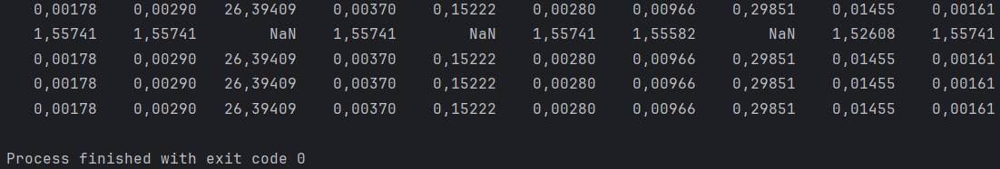 0,00178 0,00290 26,39409 0,00370 0,15222 0,00280 0,00966 0,29851 0,01455 0,00161
1,55741 1,55741 NaN 1,55741 NaN 1,55741 1,55582 NaN 1,52608 1,55741
0,00178 0,00290 26,39409 0,00370 0,15222 0,00280 0,00966 0,29851 0,01455 0,00161
0,00178 0,00290 26,39409 0,00370 0,15222 0,00280 0,00966 0,29851 0,01455 0,00161
0,00178 0,00290 26,39409 0,00370 0,15222 0,00280 0,00966 0,29851 0,01455 0,00161
Process finished with exit code 0